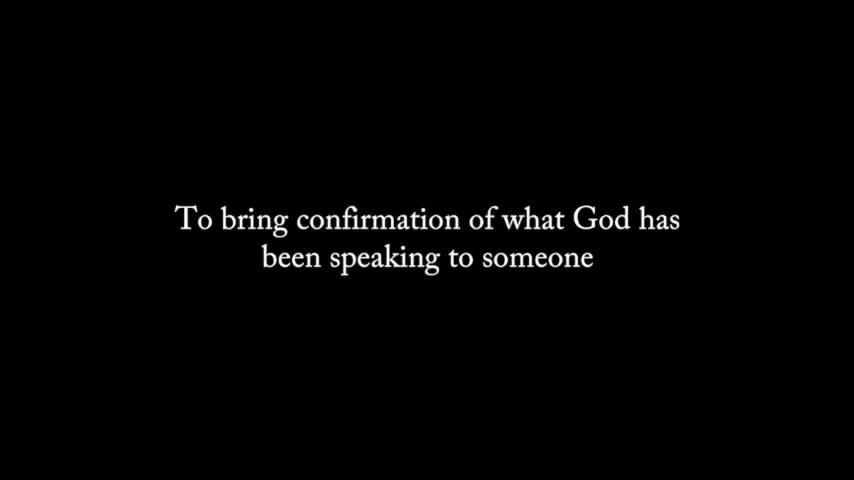 To bring confirmation of what God has
been speaking to someone